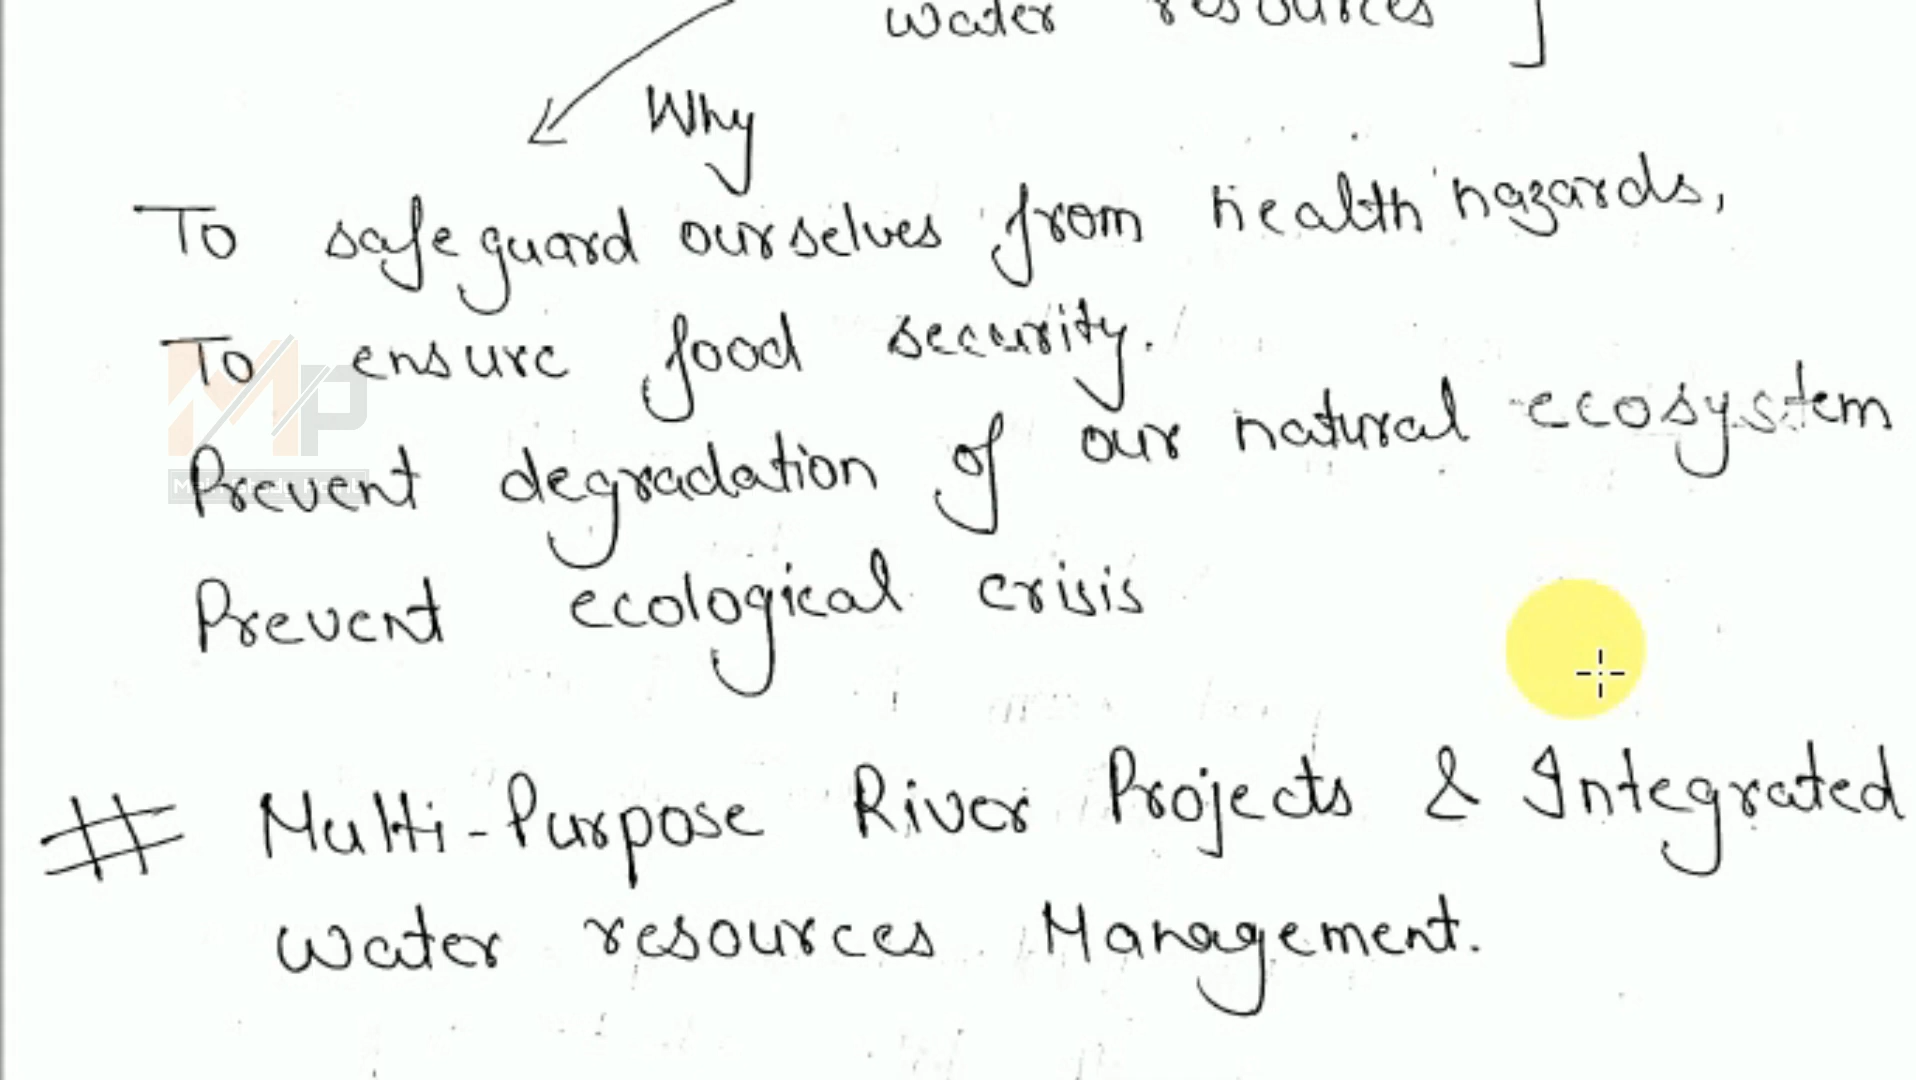 water resources ]
Why
To safeguard ourselves from health hazards,
To ensure food security.
Prevent degradation of our natural ecosystem
Prevent ecological crisis
# Multi-Purpose River Projects & Integrated
water resources Management.
MP